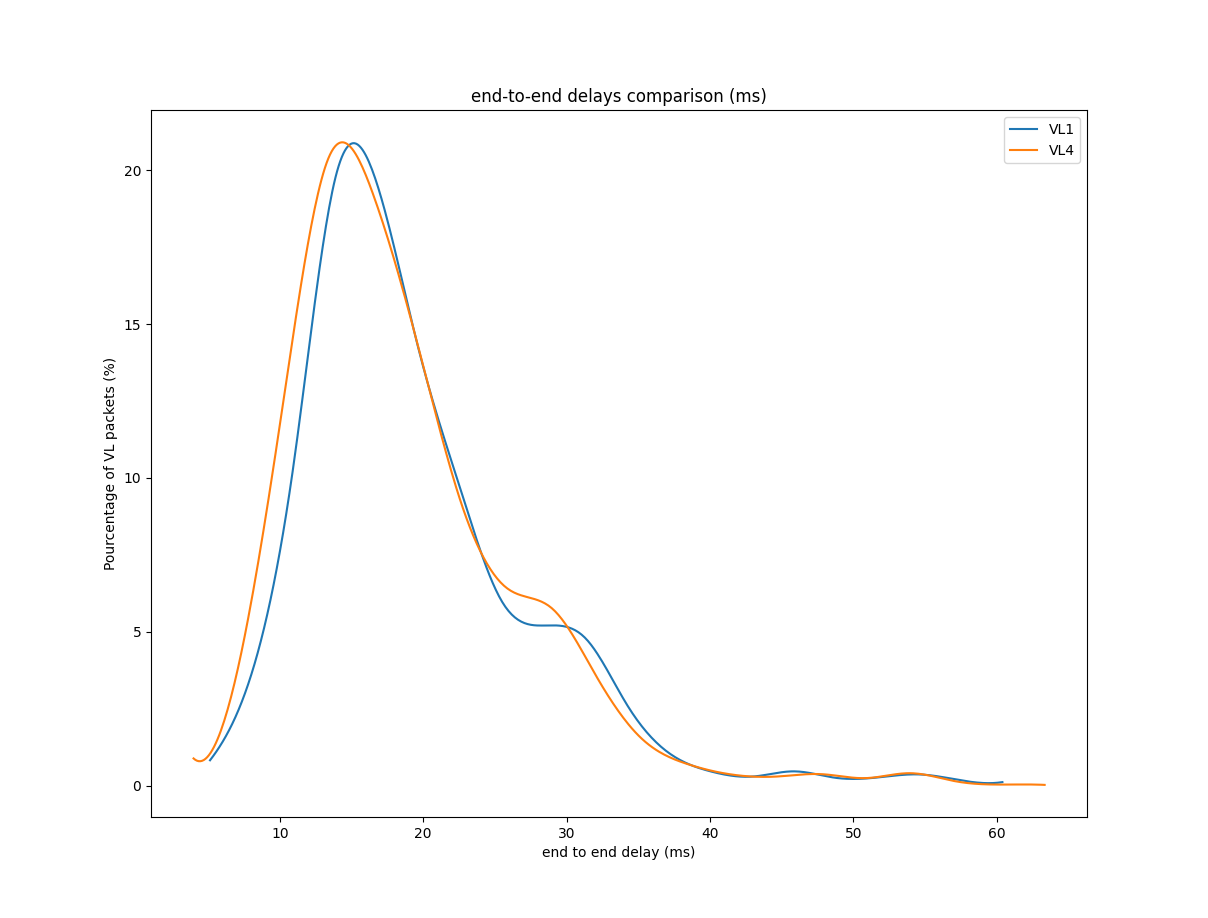 end-to-end delays comparison (ms)
VL1
VL4
Pourcentage of VL packets (%)
20
15
10
5
0
10 20 30 40 50 60
end to end delay (ms)